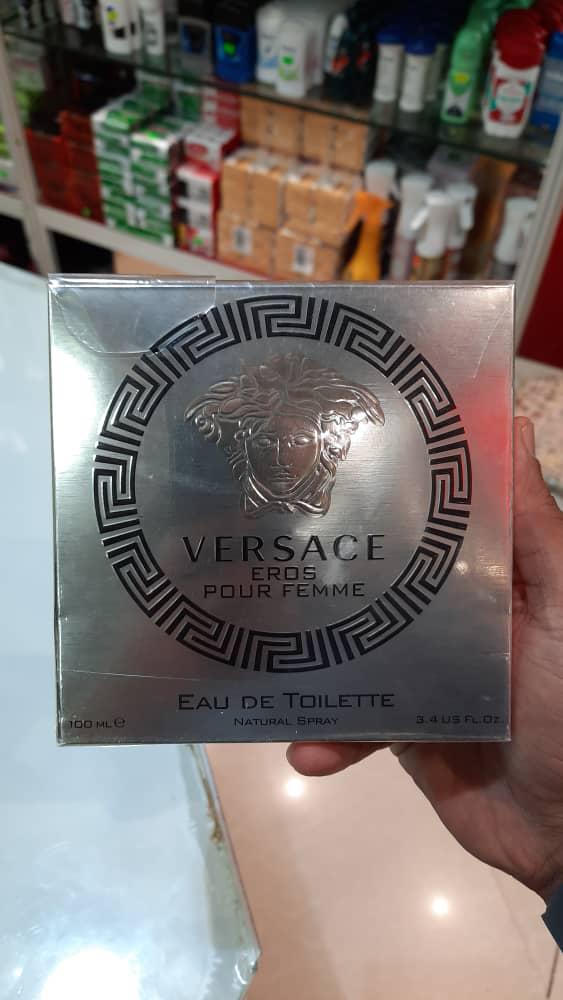 VERSACE
EROS
POUR FEMME
EAU DE TOILETTE
NATURAL SPRAY
100 ML e
3.4 US FL.Oz.